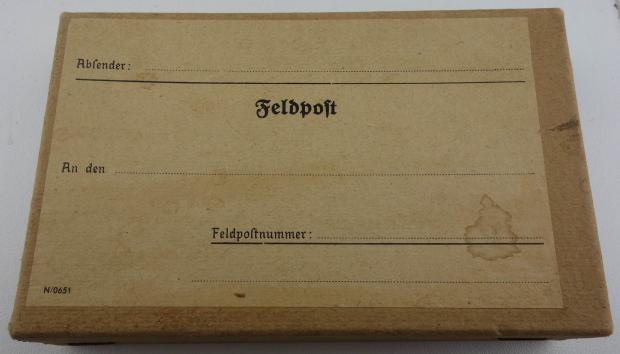 Abſender:
Feldpoſt
An den
Feldpoſtnummer:
N/0651